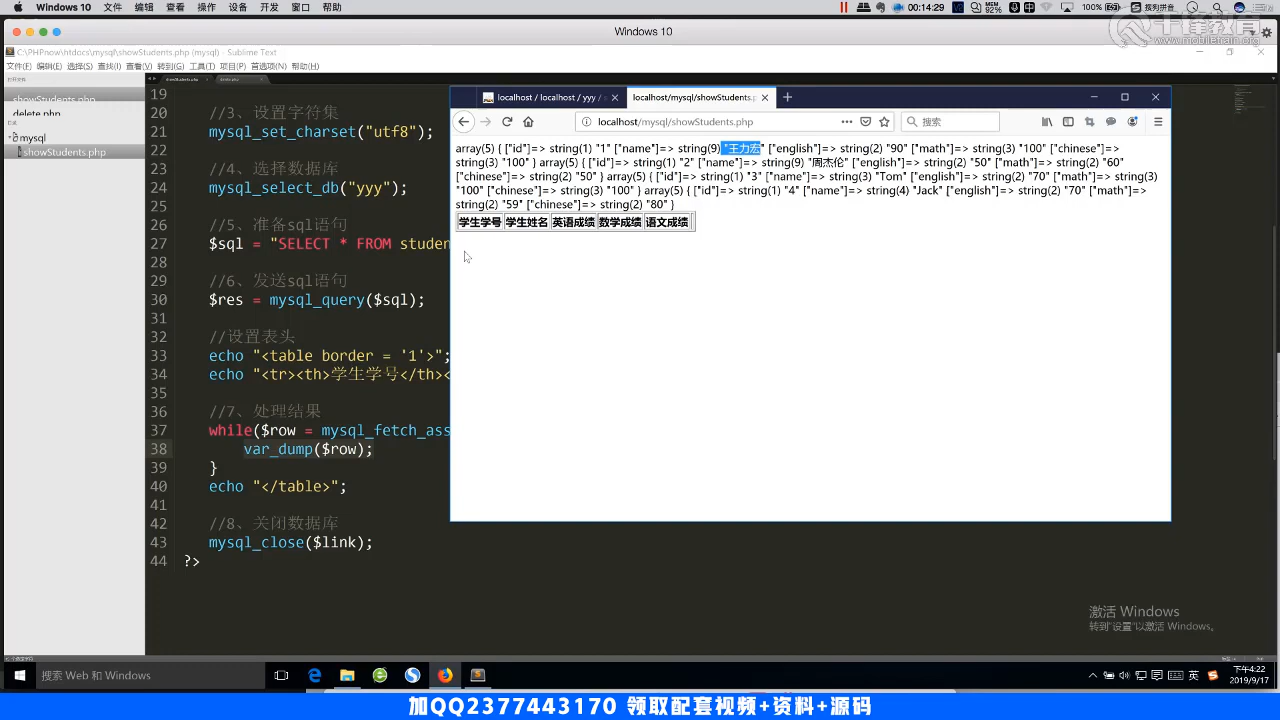 Windows 10 文件 编辑 查看 操作 设备 开发 窗口 帮助
00:14:29
100%
搜狗拼音
千锋教育
www.mobiletrain.org
Windows 10
C:\PHPnow\htdocs\mysql\showStudents.php (mysql) - Sublime Text
文件(F) 编辑(E) 选择(S) 查找(I) 查看(V) 转到(G) 工具(T) 项目(P) 首选项(N) 帮助(H)
showStudents.php
delete.php
mysql
showStudents.php
19
20 //3、设置字符集
21 mysql_set_charset("utf8");
22
23 //4、选择数据库
24 mysql_select_db("yyy");
25
26 //5、准备sql语句
27 $sql = "SELECT * FROM studen
28
29 //6、发送sql语句
30 $res = mysql_query($sql);
31
32 //设置表头
33 echo "<table border = '1'>";
34 echo "<tr><th>学生学号</th><
35
36 //7、处理结果
37 while($row = mysql_fetch_ass
38 var_dump($row);
39 }
40 echo "</table>";
41
42 //8、关闭数据库
43 mysql_close($link);
44 ?>
localhost / localhost / yyy / s
localhost/mysql/showStudents.p
localhost/mysql/showStudents.php
搜索
array(5) { ["id"]=> string(1) "1" ["name"]=> string(9) "王力宏" ["english"]=> string(2) "90" ["math"]=> string(3) "100" ["chinese"]=>
string(3) "100" } array(5) { ["id"]=> string(1) "2" ["name"]=> string(9) "周杰伦" ["english"]=> string(2) "50" ["math"]=> string(2) "60"
["chinese"]=> string(2) "50" } array(5) { ["id"]=> string(1) "3" ["name"]=> string(3) "Tom" ["english"]=> string(2) "70" ["math"]=> string(3)
"100" ["chinese"]=> string(3) "100" } array(5) { ["id"]=> string(1) "4" ["name"]=> string(4) "Jack" ["english"]=> string(2) "70" ["math"]=>
string(2) "59" ["chinese"]=> string(2) "80" }
学生学号 学生姓名 英语成绩 数学成绩 语文成绩
激活 Windows
转到"设置"以激活 Windows。
搜索 Web 和 Windows
英
下午4:22
2019/9/17
加QQ2377443170 领取配套视频+资料+源码